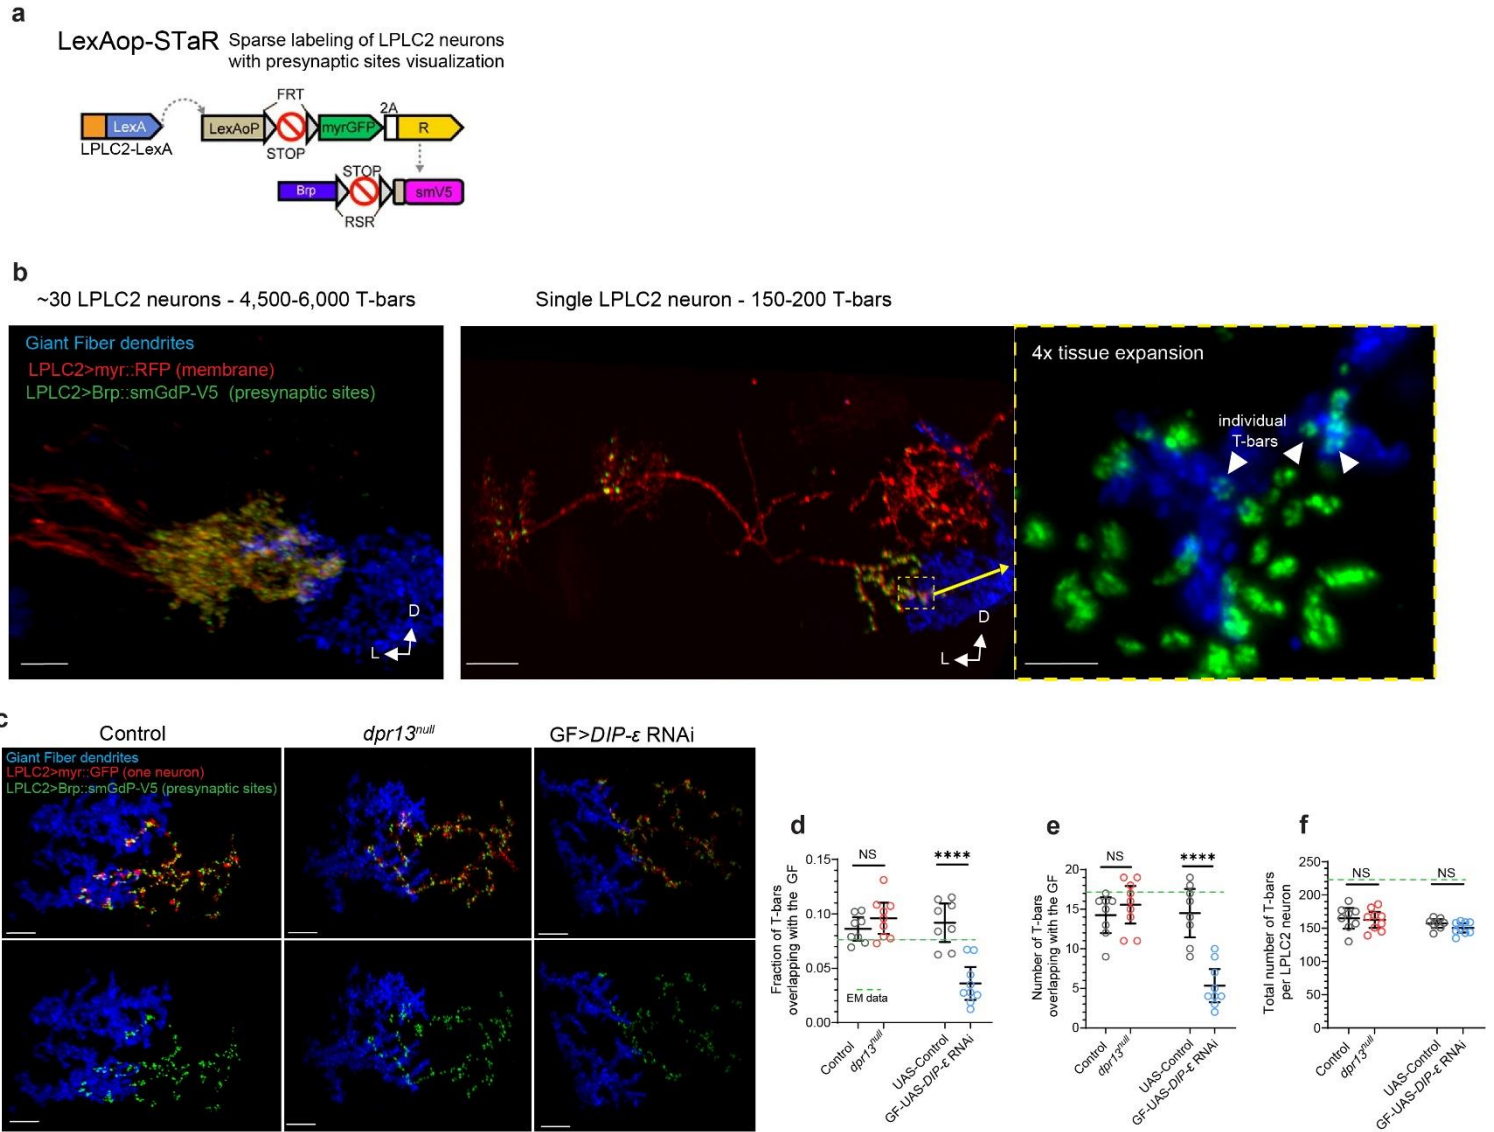 a
LexAop-STaR Sparse labeling of LPLC2 neurons
with presynaptic sites visualization
FRT
2A
LexA
LexAoP
myrGFP
R
LPLC2-LexA
STOP
STOP
Brp
smV5
RSR
b
~30 LPLC2 neurons - 4,500-6,000 T-bars
Single LPLC2 neuron - 150-200 T-bars
Giant Fiber dendrites
LPLC2>myr::RFP (membrane)
LPLC2>Brp::smGdP-V5 (presynaptic sites)
D
L
D
L
4x tissue expansion
individual
T-bars
c
Control
dpr13null
GF>DIP-ε RNAi
Giant Fiber dendrites
LPLC2>myr::GFP (one neuron)
LPLC2>Brp::smGdP-V5 (presynaptic sites)
d
Fraction of T-bars
overlapping with the GF
0.15
0.10
0.05
0.00
NS
****
EM data
Control
dpr13null
UAS-Control
GF-UAS-DIP-ε RNAi
e
Number of T-bars
overlapping with the GF
20
15
10
5
0
NS
****
Control
dpr13null
UAS-Control
GF-UAS-DIP-ε RNAi
f
Total number of T-bars
per LPLC2 neuron
250
200
150
100
50
0
NS
NS
Control
dpr13null
UAS-Control
GF-UAS-DIP-ε RNAi